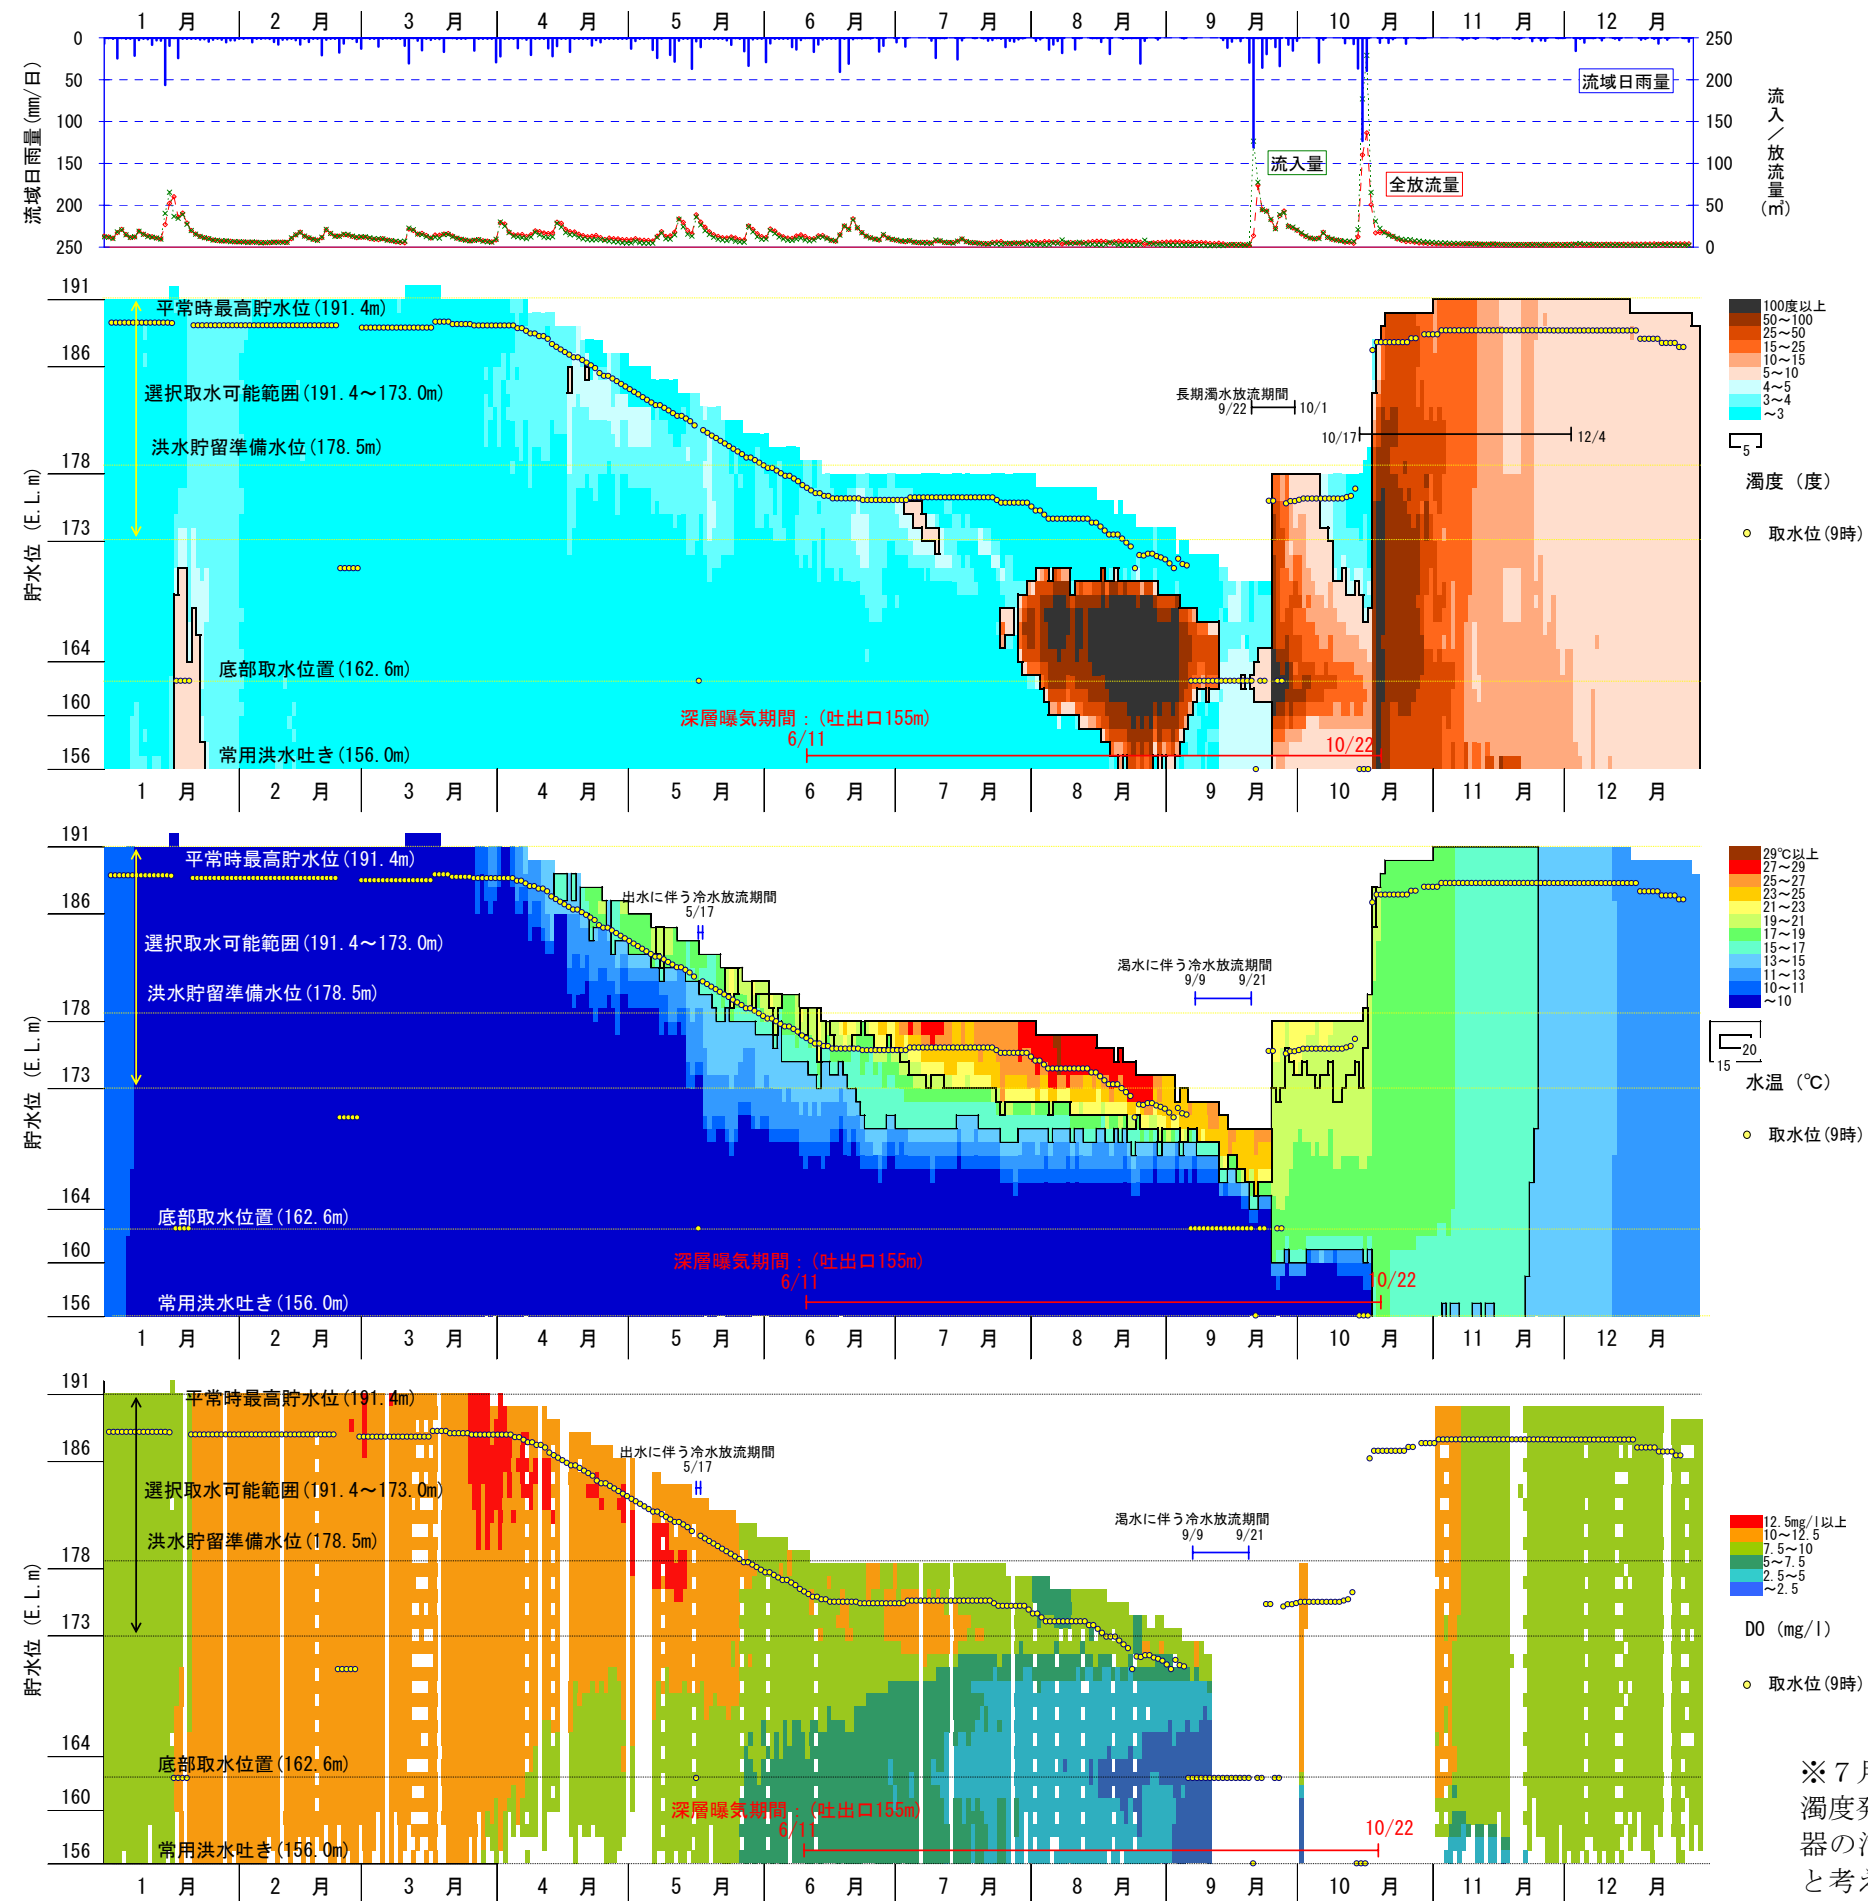 1 月 2 月 3 月 4 月 5 月 6 月 7 月 8 月 9 月 10 月 11 月 12 月
流域日雨量(mm/日)
0
50
100
150
200
250
250
200
150
100
50
0
流入／放流量(㎥)
流域日雨量
流入量
全放流量
貯水位 (E.L.m)
191
186
178
173
164
160
156
平常時最高貯水位(191.4m)
選択取水可能範囲(191.4～173.0m)
洪水貯留準備水位(178.5m)
長期濁水放流期間
9/22
10/1
10/17
12/4
底部取水位置(162.6m)
深層曝気期間：(吐出口155m)
6/11
10/22
常用洪水吐き(156.0m)
100度以上
50～100
25～50
15～25
10～15
5～10
4～5
3～4
～3
5
濁度 (度)
取水位(9時)
1 月 2 月 3 月 4 月 5 月 6 月 7 月 8 月 9 月 10 月 11 月 12 月
貯水位 (E.L.m)
191
186
178
173
164
160
156
平常時最高貯水位(191.4m)
出水に伴う冷水放流期間
5/17
選択取水可能範囲(191.4～173.0m)
渇水に伴う冷水放流期間
9/9
9/21
洪水貯留準備水位(178.5m)
底部取水位置(162.6m)
深層曝気期間：(吐出口155m)
6/11
10/22
常用洪水吐き(156.0m)
29℃以上
27～29
25～27
23～25
21～23
19～21
17～19
15～17
13～15
11～13
10～11
～10
20
15
水温 (℃)
取水位(9時)
1 月 2 月 3 月 4 月 5 月 6 月 7 月 8 月 9 月 10 月 11 月 12 月
貯水位 (E.L.m)
191
186
178
173
164
160
156
平常時最高貯水位(191.4m)
出水に伴う冷水放流期間
5/17
選択取水可能範囲(191.4～173.0m)
渇水に伴う冷水放流期間
9/9
9/21
洪水貯留準備水位(178.5m)
底部取水位置(162.6m)
深層曝気期間：(吐出口155m)
6/11
10/22
常用洪水吐き(156.0m)
12.5mg/l以上
10～12.5
7.5～10
5～7.5
2.5～5
～2.5
DO (mg/l)
取水位(9時)
※７月
濁度
器の
と考
1 月 2 月 3 月 4 月 5 月 6 月 7 月 8 月 9 月 10 月 11 月 12 月